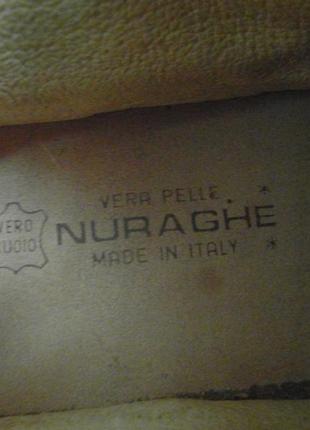 VERA PELLE *
VERO CUOIO
NURAGHE
MADE IN ITALY *